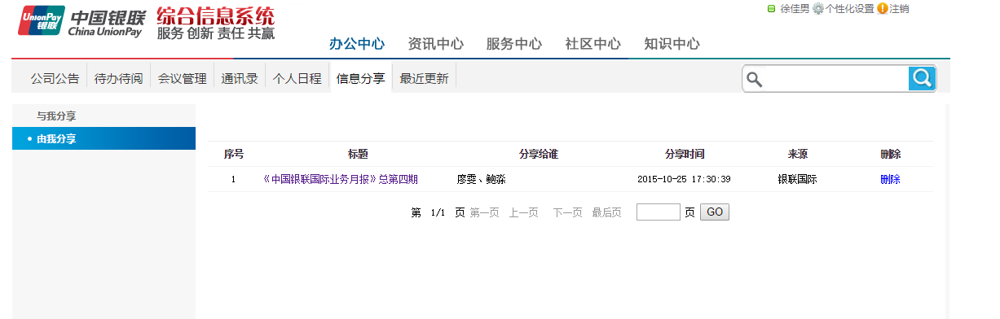 UnionPay 银联 中国银联 China UnionPay 综合信息系统
服务 创新 责任 共赢
徐佳男 个性化设置 注销
办公中心 资讯中心 服务中心 社区中心 知识中心
公司公告 待办待阅 会议管理 通讯录 个人日程 信息分享 最近更新
与我分享
由我分享
序号 标题 分享给谁 分享时间 来源 删除
1 《中国银联国际业务月报》总第四期 廖雯、鲍淼 2015-10-25 17:30:39 银联国际 删除
第 1/1 页 第一页 上一页 下一页 最后页 页 GO